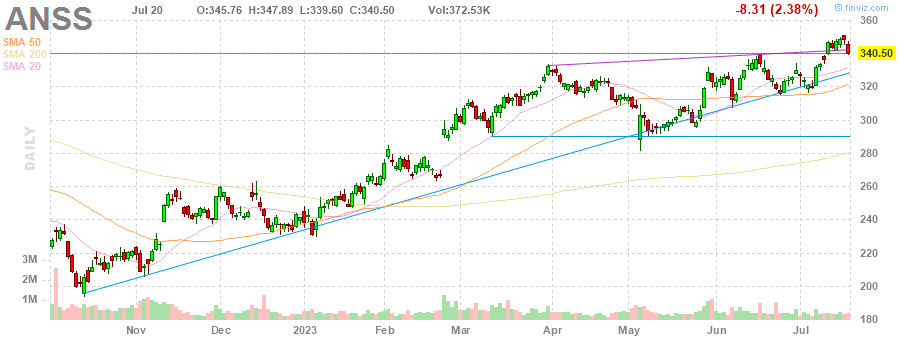 ANSS
Jul 20 O:345.76 H:347.89 L:339.60 C:340.50 Vol:372.53K -8.31 (2.38%)
© finviz.com
SMA 50
SMA 200
SMA 20
DAILY
360
340.50
320
300
280
260
240
220
200
180
3M
2M
1M
Nov Dec 2023 Feb Mar Apr May Jun Jul